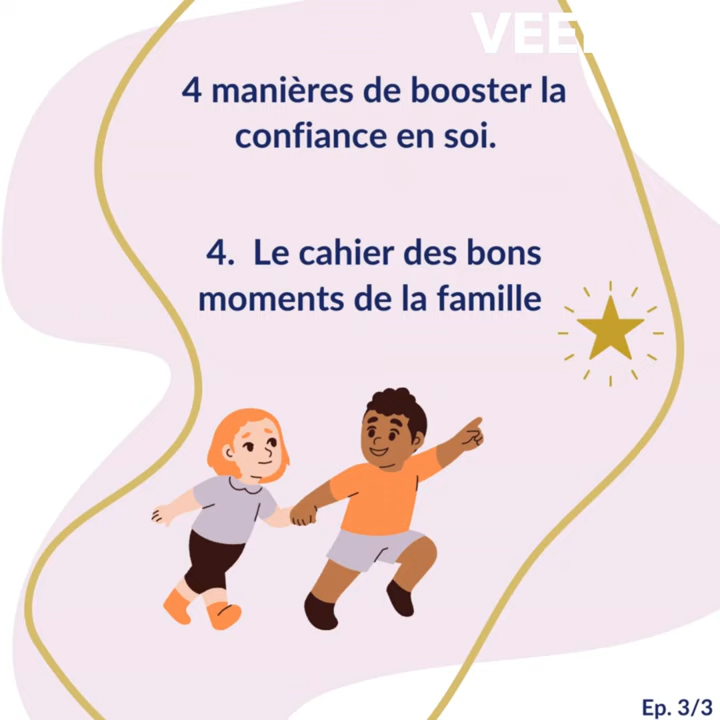 4 manières de booster la
confiance en soi.
4. Le cahier des bons
moments de la famille
Ep. 3/3